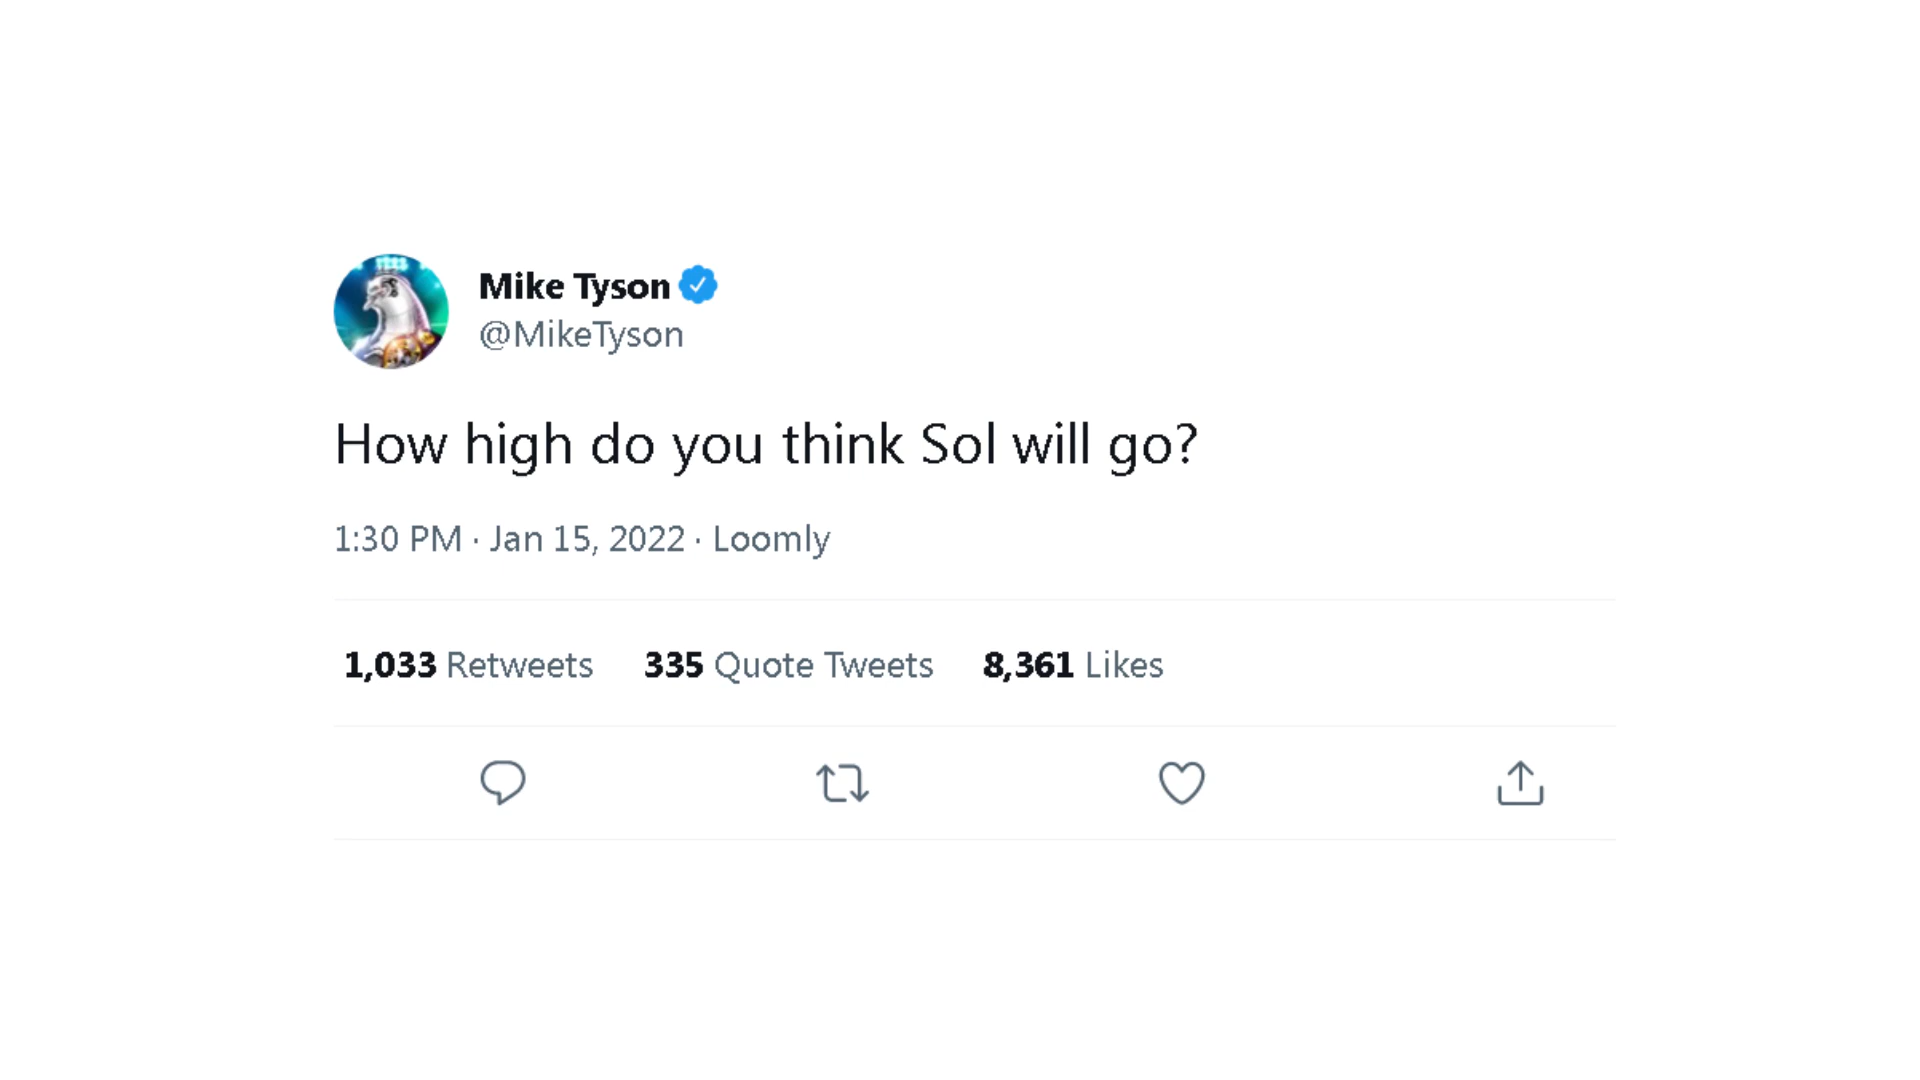 Mike Tyson
@MikeTyson
How high do you think Sol will go?
1:30 PM · Jan 15, 2022 · Loomly
1,033 Retweets 335 Quote Tweets 8,361 Likes